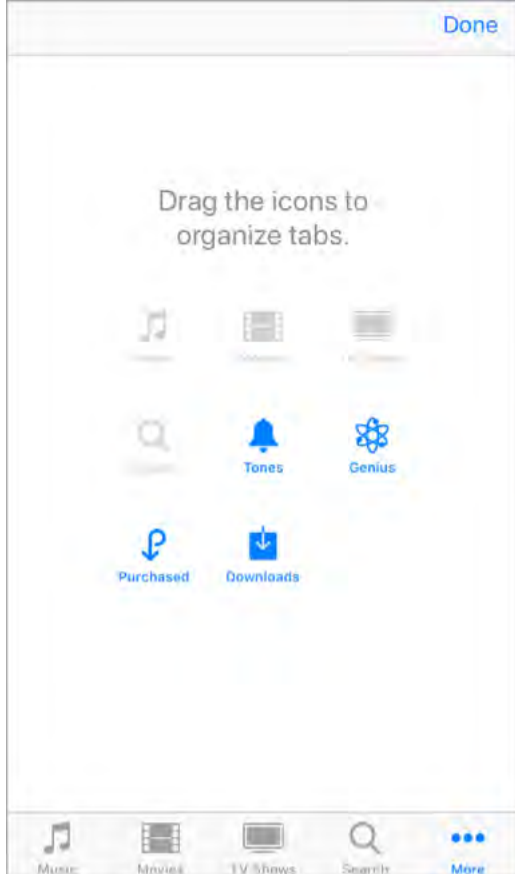 Done
Drag the icons to
organize tabs.
Tones Genius
Purchased Downloads
Music Movies TV Shows Search More